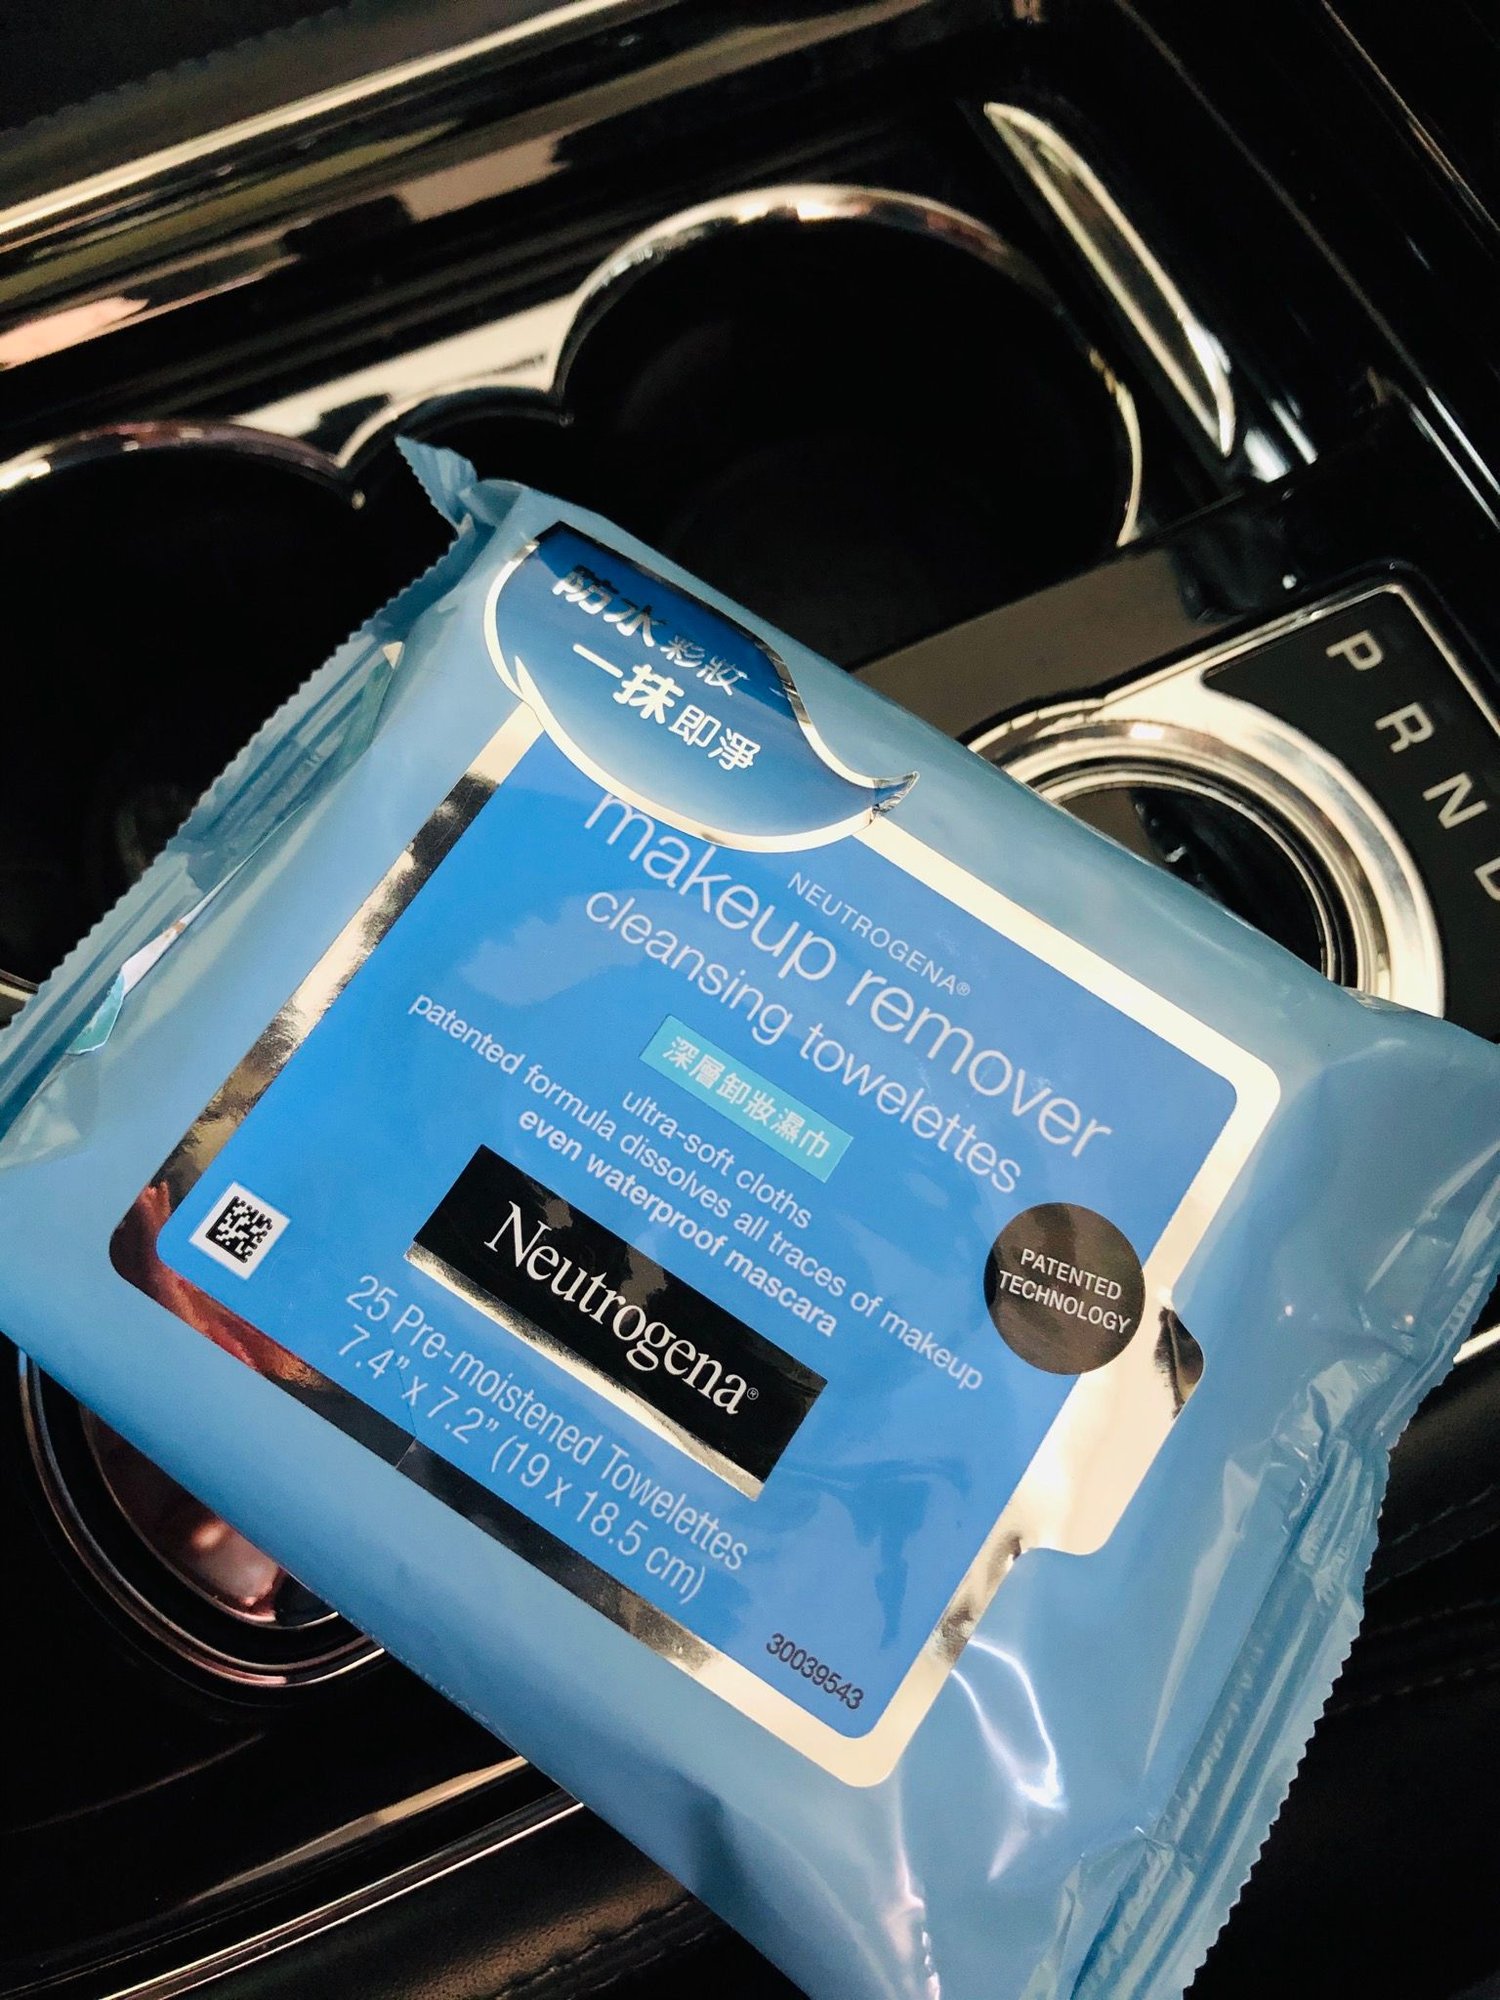 防水彩妝
一抹即淨
NEUTROGENA®
makeup remover
cleansing towelettes
深層卸妝濕巾
ultra-soft cloths
patented formula dissolves all traces of makeup
even waterproof mascara
PATENTED
TECHNOLOGY
Neutrogena®
25 Pre-moistened Towelettes
7.4" x 7.2" (19 x 18.5 cm)
30039543
P R N D